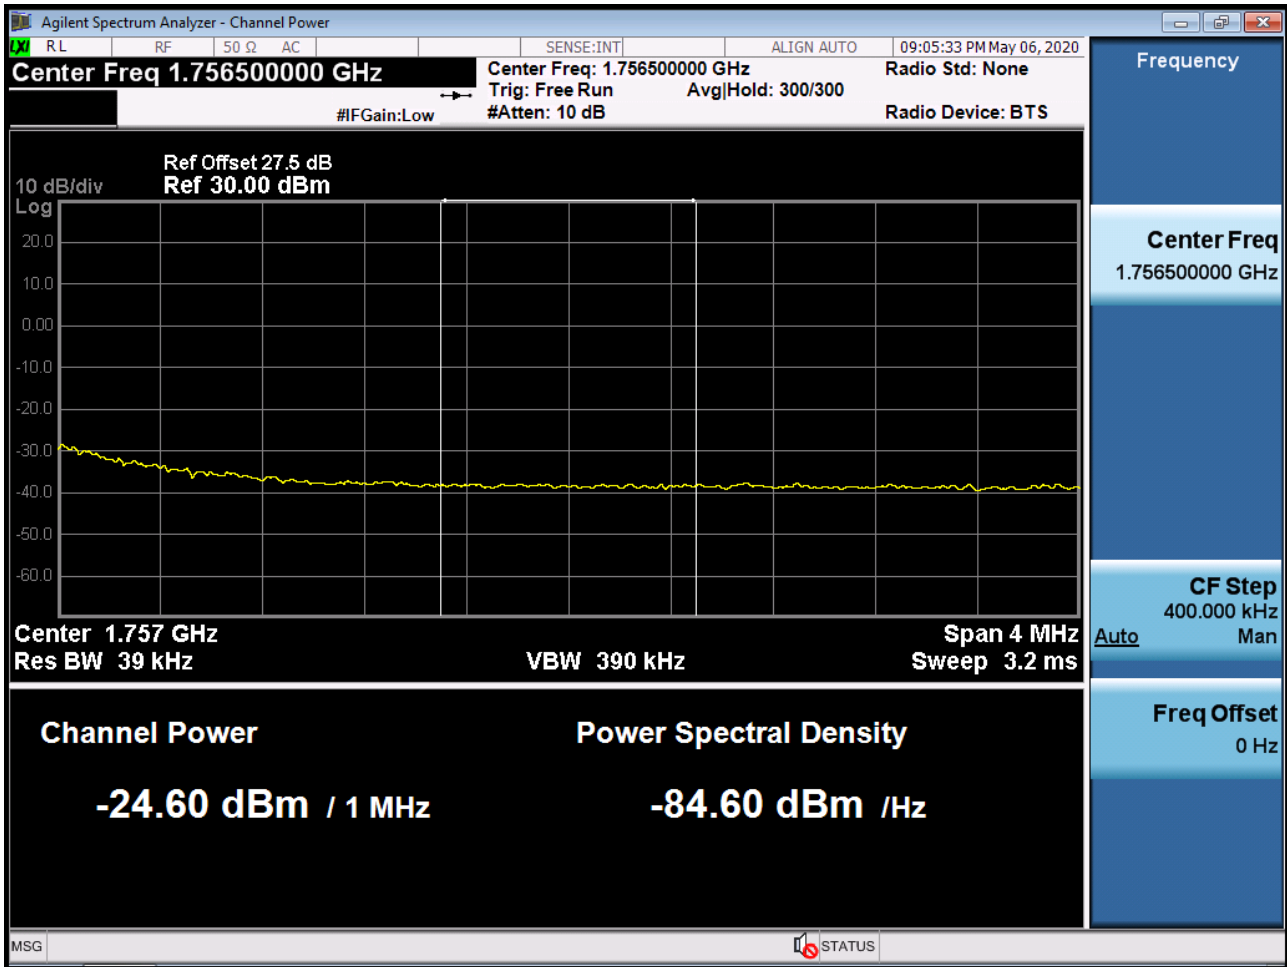 Agilent Spectrum Analyzer - Channel Power
LXI RL RF 50 Ω AC SENSE:INT ALIGN AUTO 09:05:33 PM May 06, 2020
Center Freq 1.756500000 GHz
Center Freq: 1.756500000 GHz
Radio Std: None
Trig: Free Run
Avg|Hold: 300/300
#IFGain:Low
#Atten: 10 dB
Radio Device: BTS
Ref Offset 27.5 dB
10 dB/div
Ref 30.00 dBm
Log
20.0
10.0
0.00
-10.0
-20.0
-30.0
-40.0
-50.0
-60.0
Center 1.757 GHz
Span 4 MHz
Res BW 39 kHz
VBW 390 kHz
Sweep 3.2 ms
Channel Power
Power Spectral Density
-24.60 dBm / 1 MHz
-84.60 dBm /Hz
Frequency
Center Freq
1.756500000 GHz
CF Step
400.000 kHz
Auto Man
Freq Offset
0 Hz
MSG
STATUS